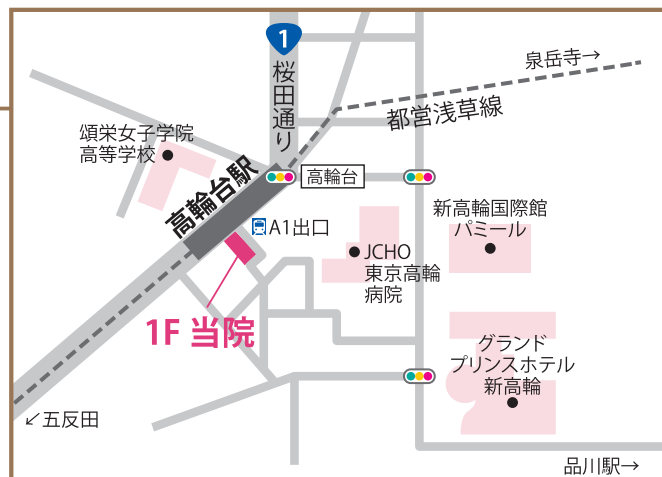 1
桜田通り
泉岳寺→
都営浅草線
頌栄女子学院
高等学校
高輪台駅
高輪台
A1出口
新高輪国際館
パミール
JCHO
東京高輪
病院
1F 当院
グランド
プリンスホテル
新高輪
↙五反田
品川駅→